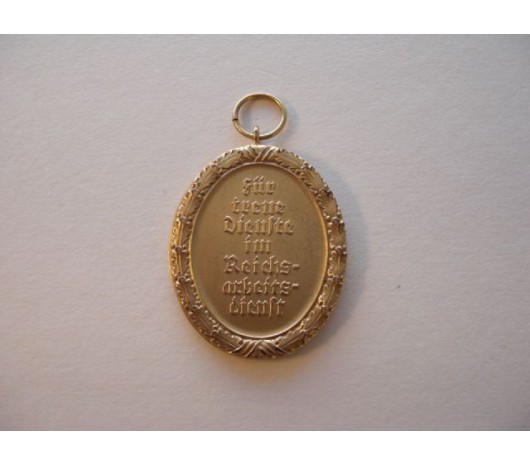 Für
treue
Dienste
im
Reichs-
arbeits-
dienst